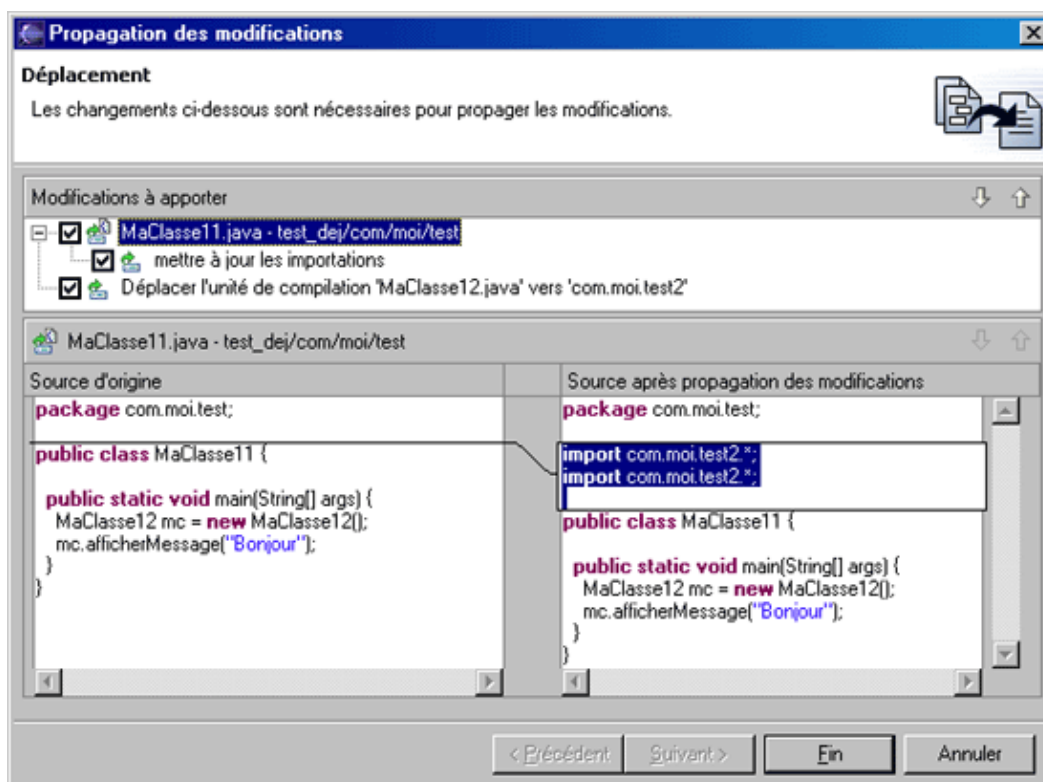 Propagation des modifications
Déplacement
Les changements ci-dessous sont nécessaires pour propager les modifications.
Modifications à apporter
MaClasse11.java - test_dej/com/moi/test
mettre à jour les importations
Déplacer l'unité de compilation 'MaClasse12.java' vers 'com.moi.test2'
MaClasse11.java - test_dej/com/moi/test
Source d'origine
package com.moi.test;
public class MaClasse11 {
public static void main(String[] args) {
MaClasse12 mc = new MaClasse12();
mc.afficherMessage("Bonjour");
}
}
Source après propagation des modifications
package com.moi.test;
import com.moi.test2.*;
import com.moi.test2.*;
public class MaClasse11 {
public static void main(String[] args) {
MaClasse12 mc = new MaClasse12();
mc.afficherMessage("Bonjour");
}
}
< Précédent
Suivant >
Fin
Annuler